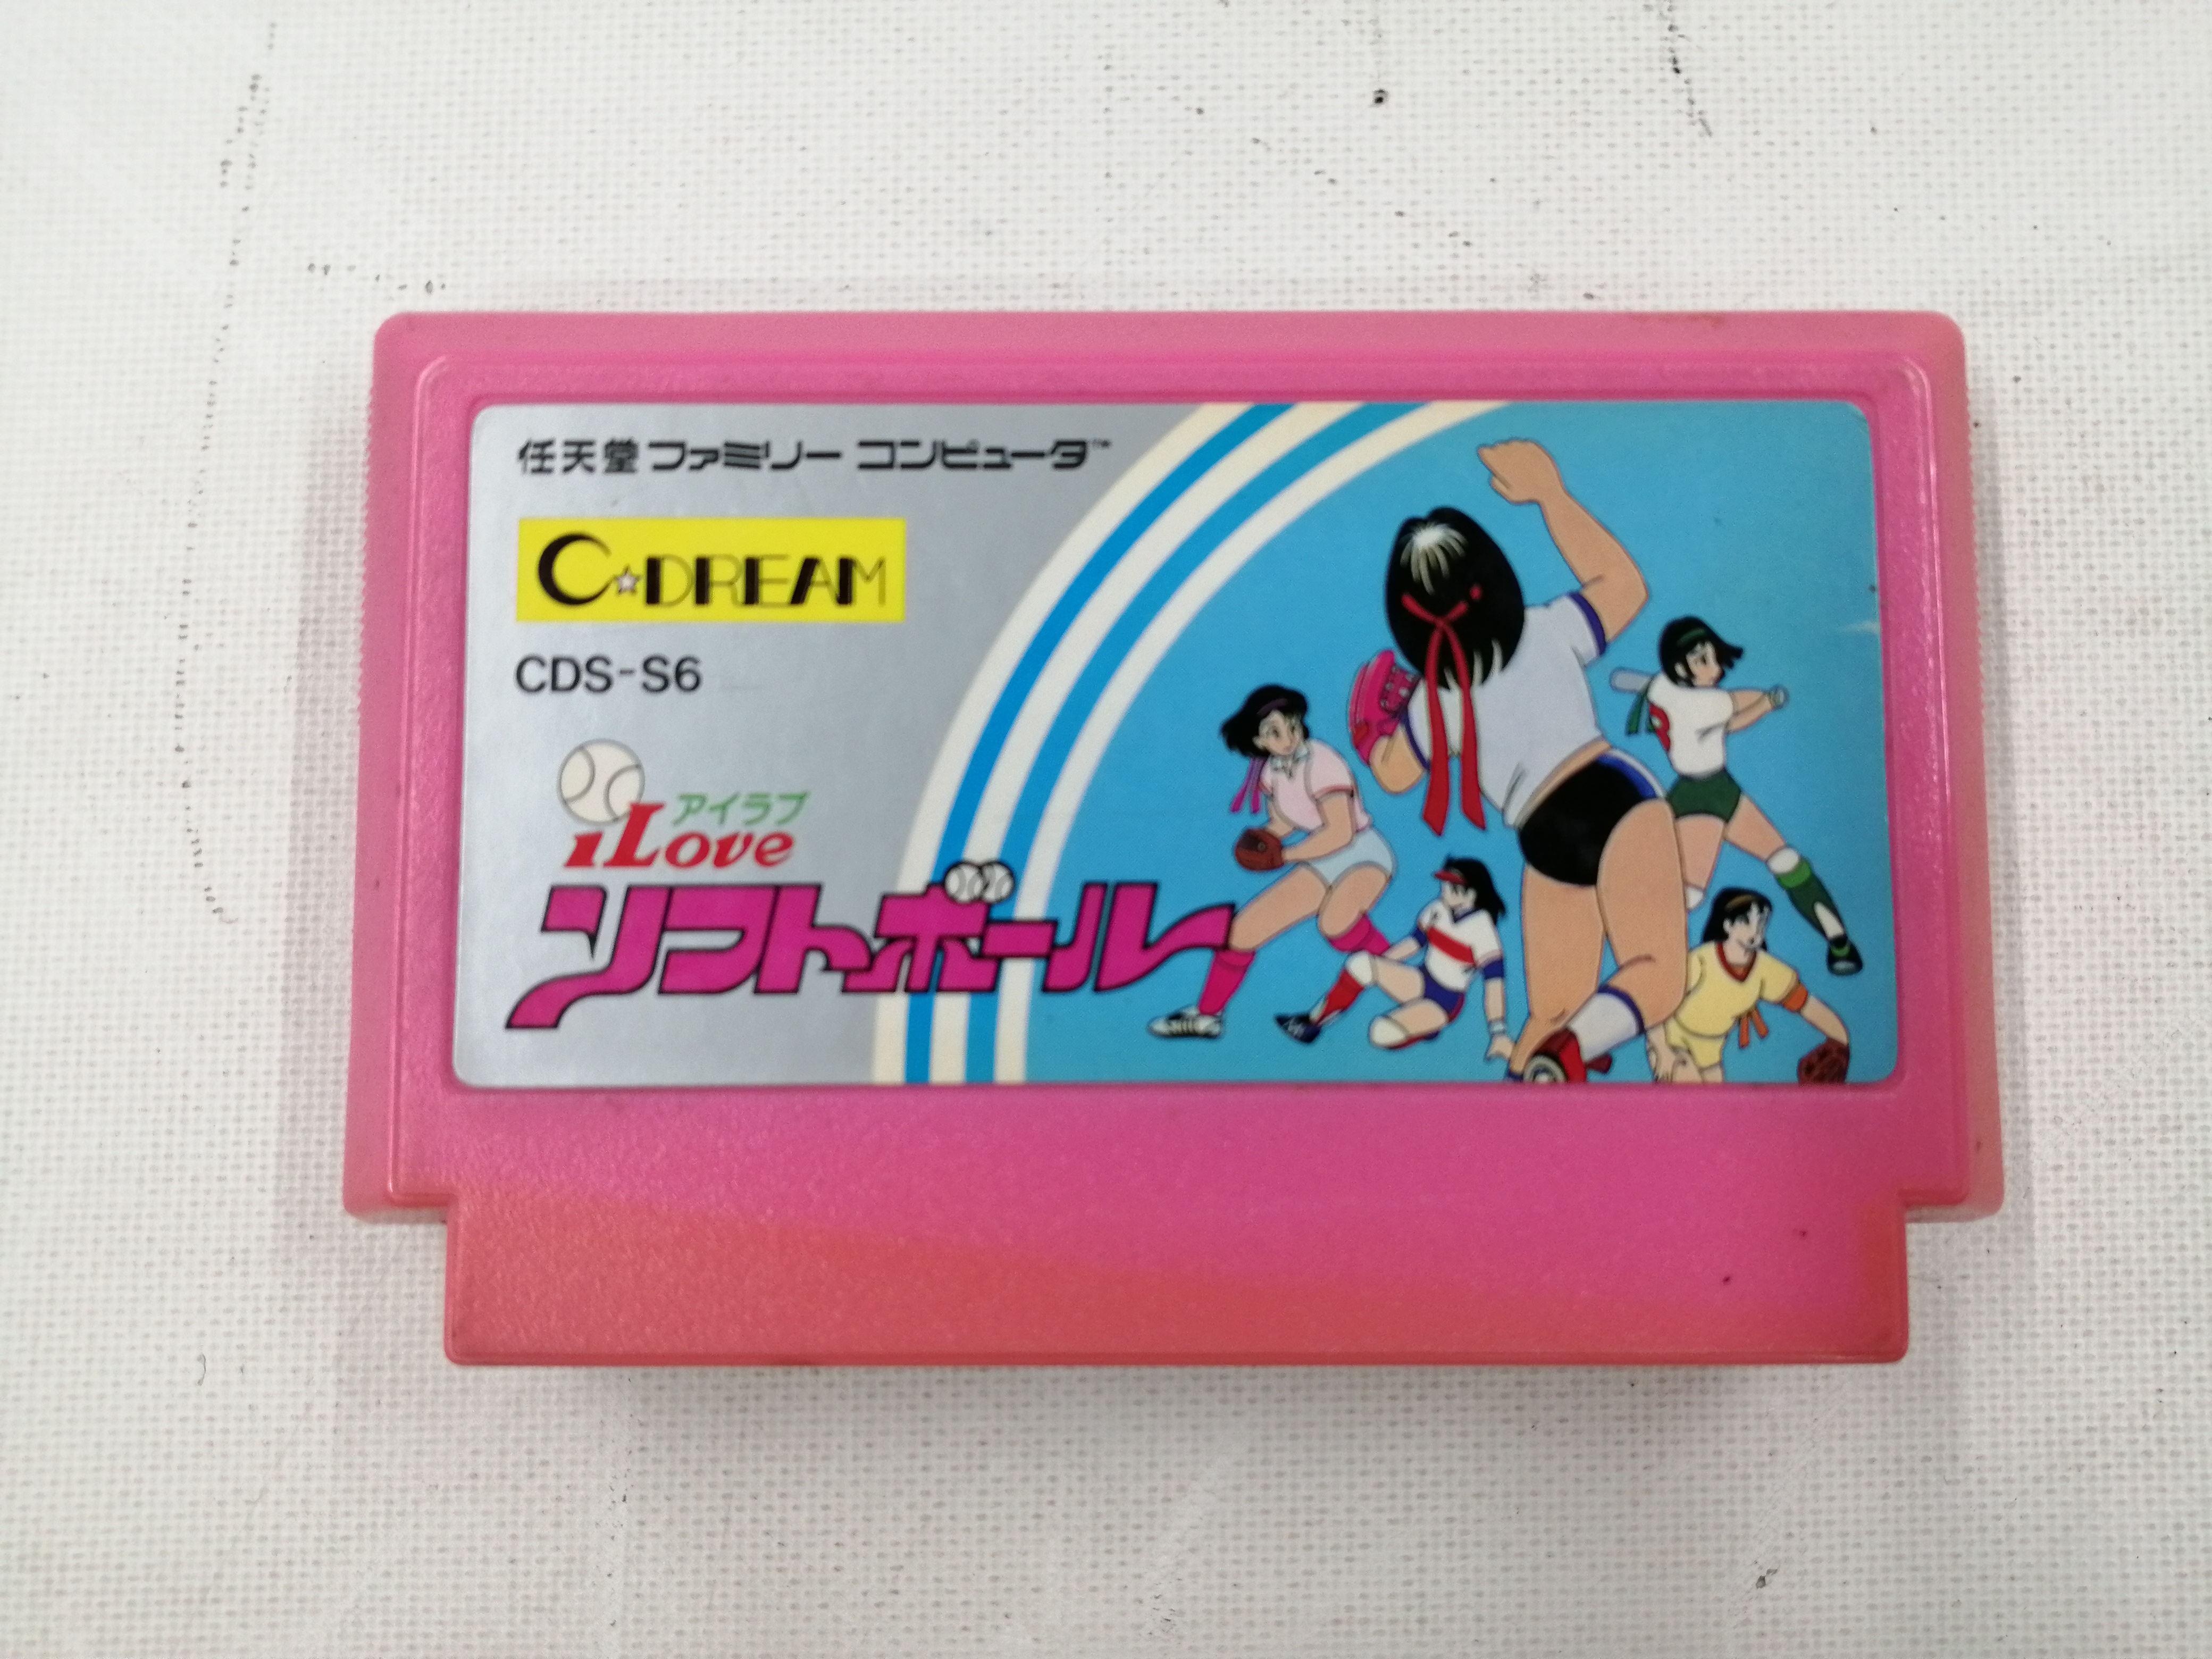 任天堂 ファミリー コンピュータ™
C☆DREAM
CDS-S6
アイラブ
iLove
ソフトボール